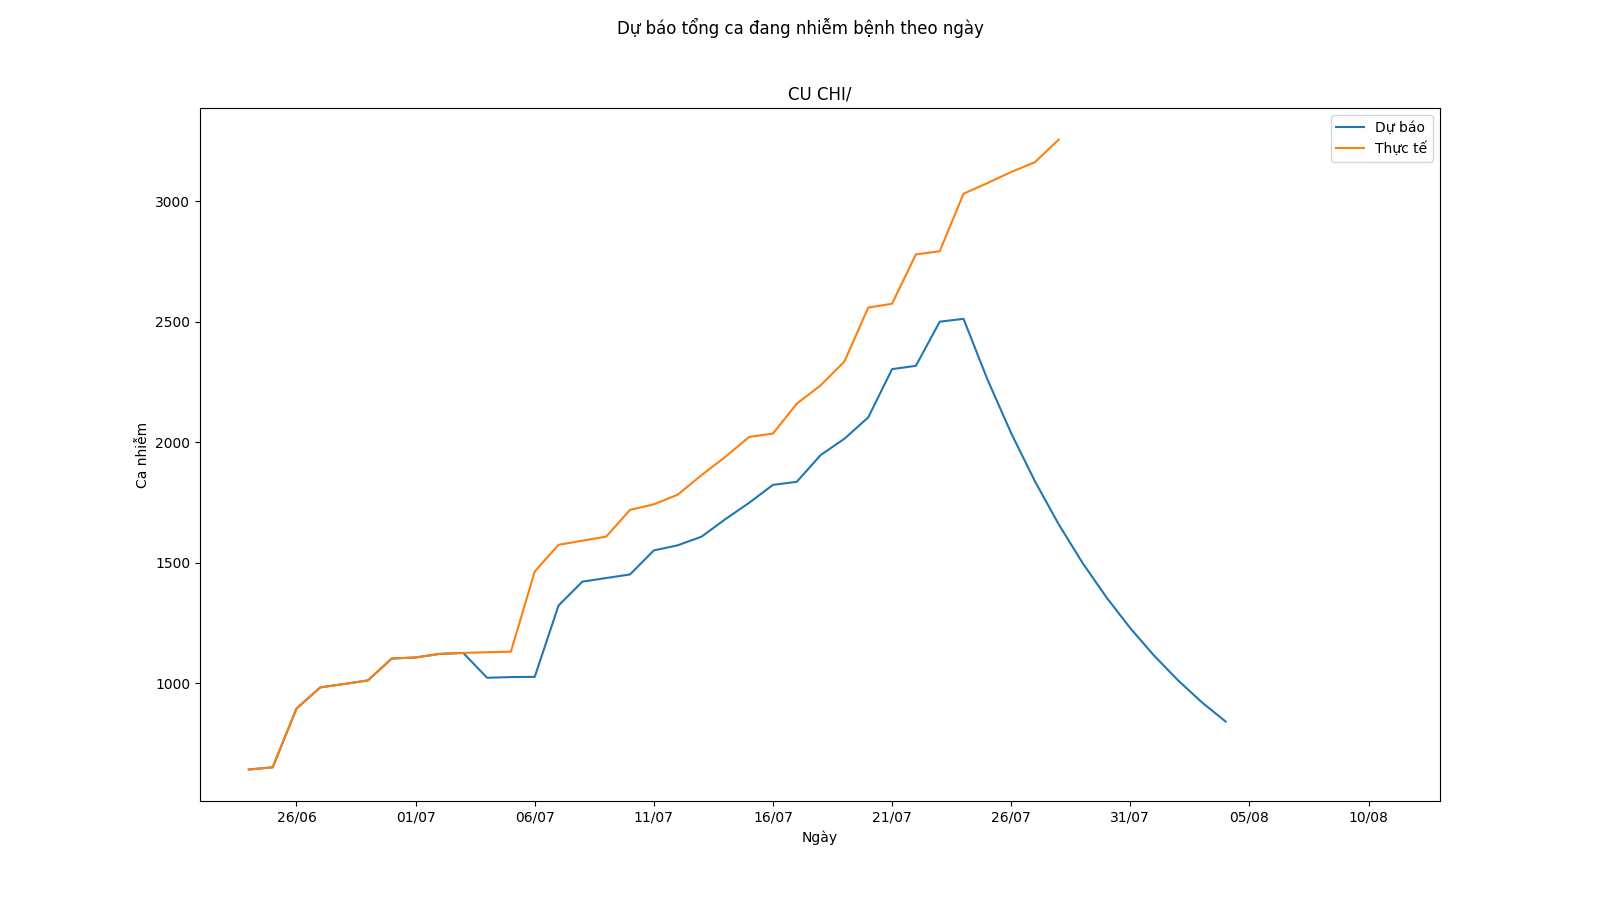 Dự báo tổng ca đang nhiễm bệnh theo ngày
CU CHI/
Dự báo
Thực tế
3000
2500
2000
1500
1000
Ca nhiễm
26/06 01/07 06/07 11/07 16/07 21/07 26/07 31/07 05/08 10/08
Ngày